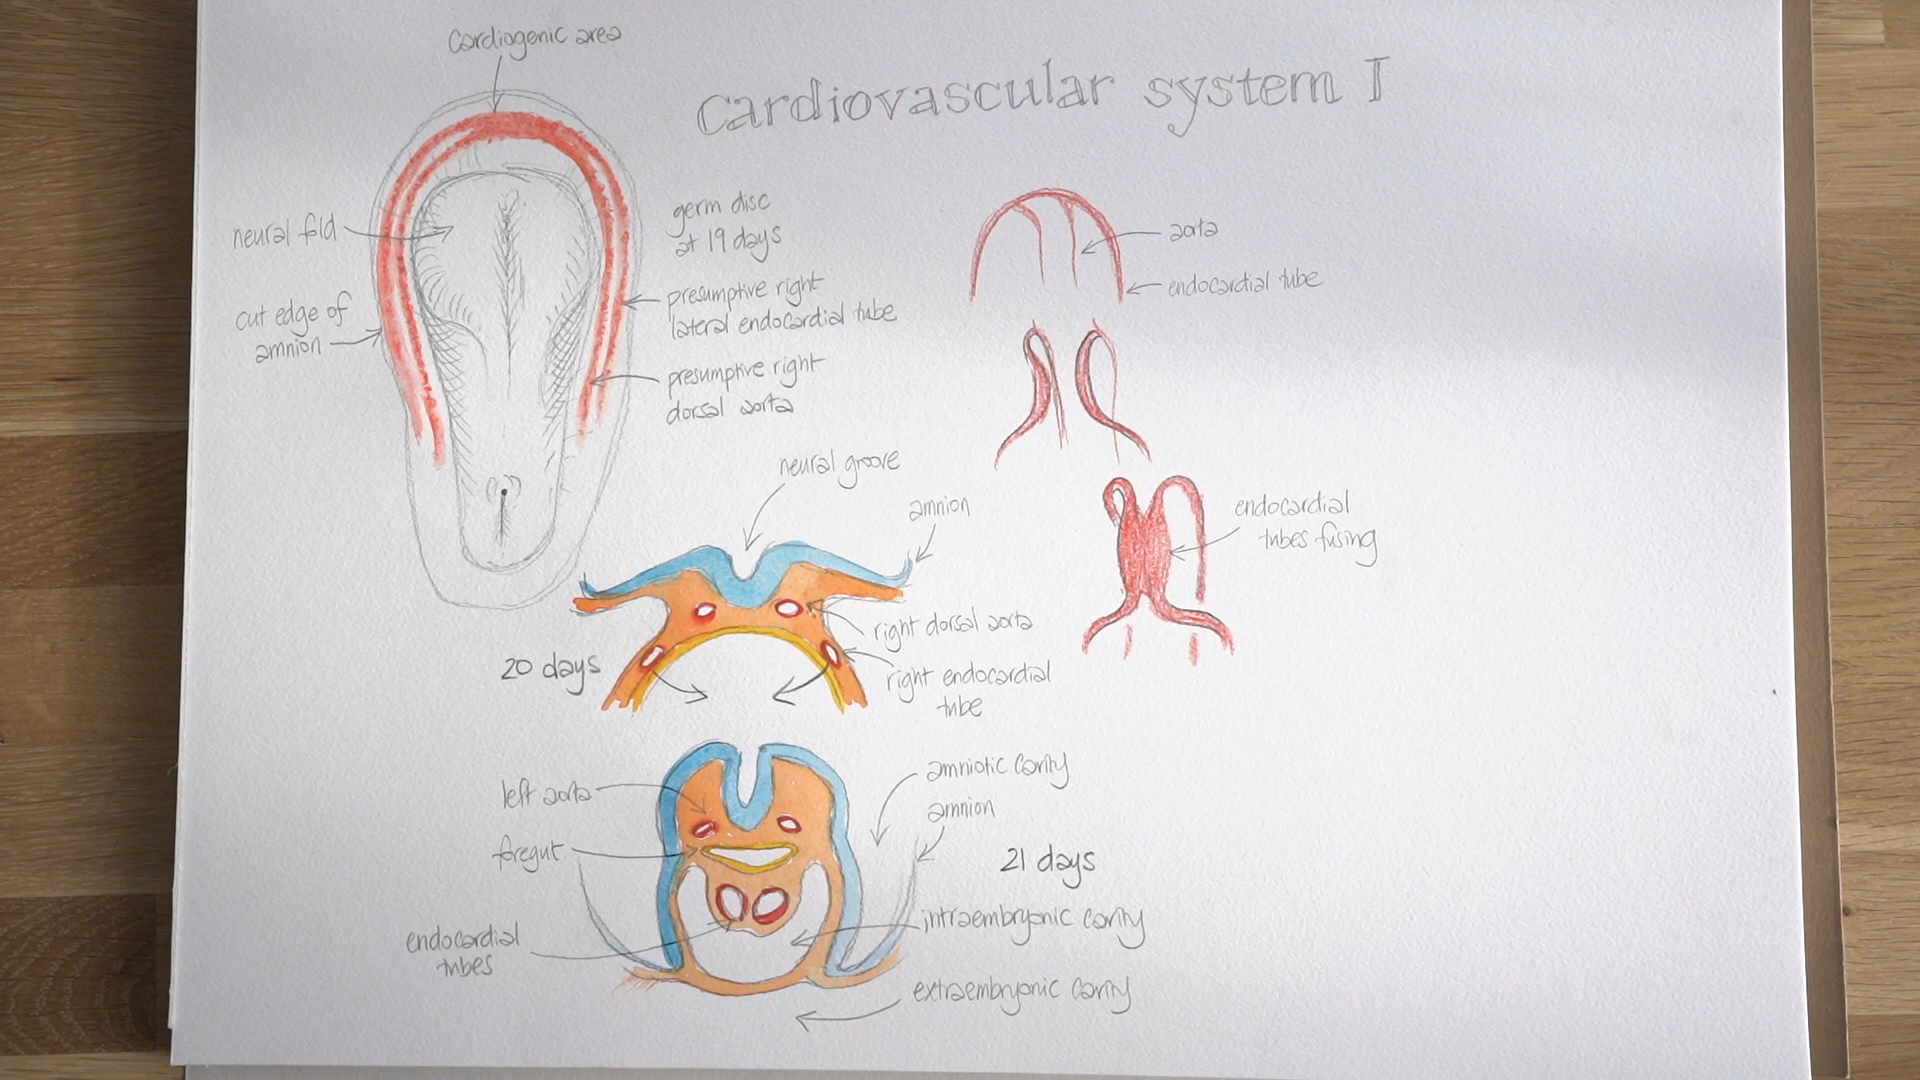 Cardiogenic area
Cardiovascular system I
neural fold
cut edge of
amnion
germ disc
at 19 days
presumptive right
lateral endocardial tube
presumptive right
dorsal aorta
aorta
endocardial tube
neural groove
amnion
endocardial
tubes fusing
20 days
right dorsal aorta
right endocardial
tube
left aorta
foregut
endocardial
tubes
amniotic cavity
amnion
21 days
intraembryonic cavity
extraembryonic cavity